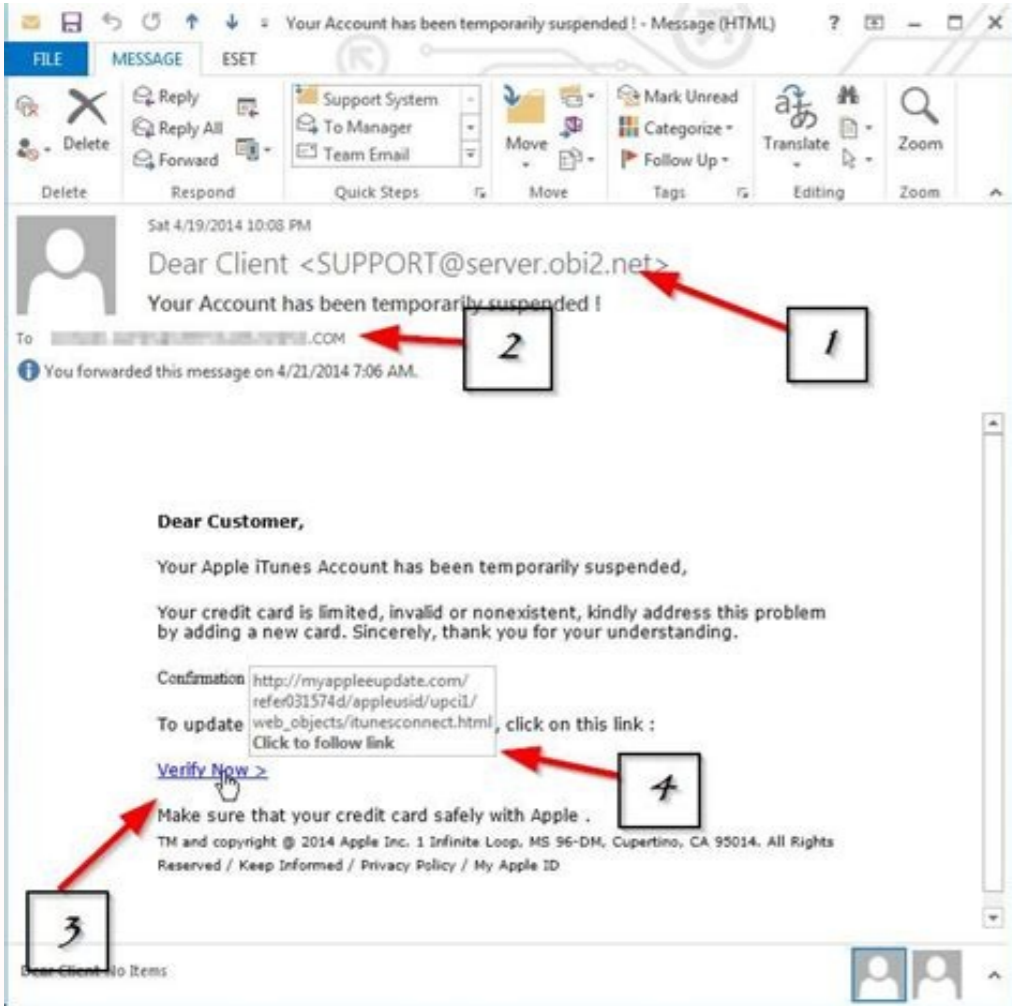 Your Account has been temporarily suspended ! - Message (HTML)
FILE MESSAGE ESET
Delete
Reply
Reply All
Forward
Support System
To Manager
Team Email
Move
Mark Unread
Categorize
Follow Up
Translate
Zoom
Delete Respond Quick Steps Move Tags Editing Zoom
Sat 4/19/2014 10:08 PM
Dear Client <SUPPORT@server.obi2.net>
Your Account has been temporarily suspended !
1
To .COM
2
You forwarded this message on 4/21/2014 7:06 AM.
Dear Customer,
Your Apple iTunes Account has been temporarily suspended,
Your credit card is limited, invalid or nonexistent, kindly address this problem
by adding a new card. Sincerely, thank you for your understanding.
Confirmation
http://myappleeupdate.com/
refer031574d/appleusid/upci1/
web_objects/itunesconnect.html
Click to follow link
To update , click on this link :
Verify Now >
4
Make sure that your credit card safely with Apple .
TM and copyright @ 2014 Apple Inc. 1 Infinite Loop, MS 96-DM, Cupertino, CA 95014. All Rights
Reserved / Keep Informed / Privacy Policy / My Apple ID
3
Dear Client No Items